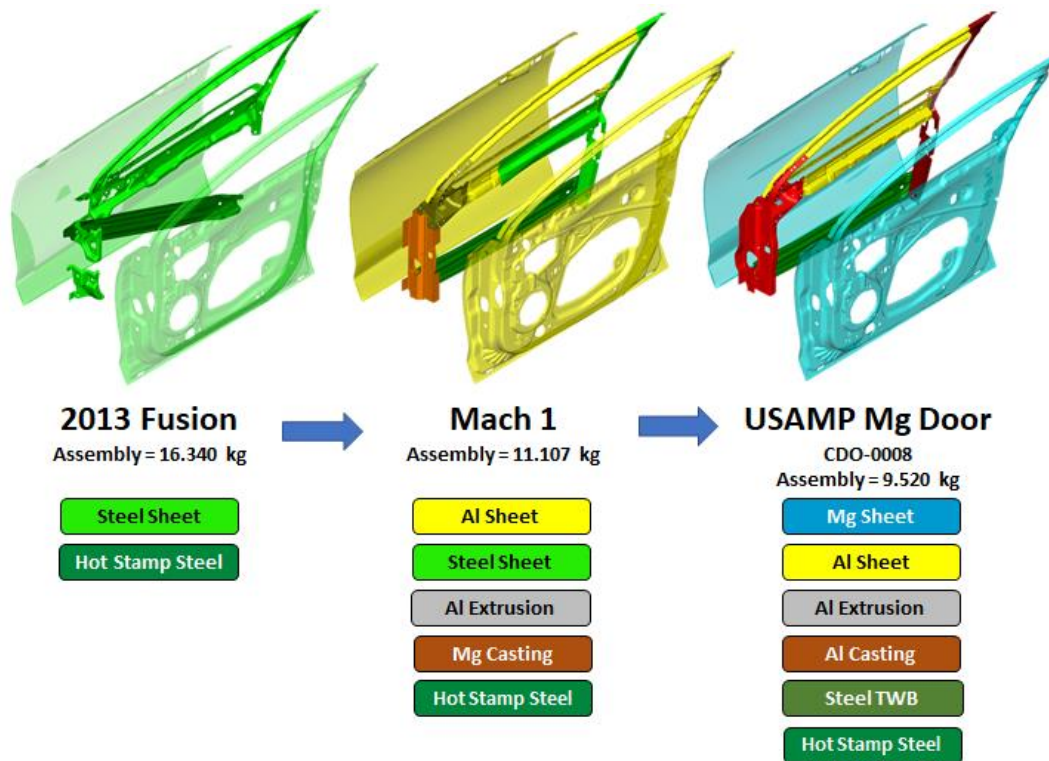 2013 Fusion
Assembly = 16.340 kg
Steel Sheet
Hot Stamp Steel
Mach 1
Assembly = 11.107 kg
Al Sheet
Steel Sheet
Al Extrusion
Mg Casting
Hot Stamp Steel
USAMP Mg Door
CDO-0008
Assembly = 9.520 kg
Mg Sheet
Al Sheet
Al Extrusion
Al Casting
Steel TWB
Hot Stamp Steel